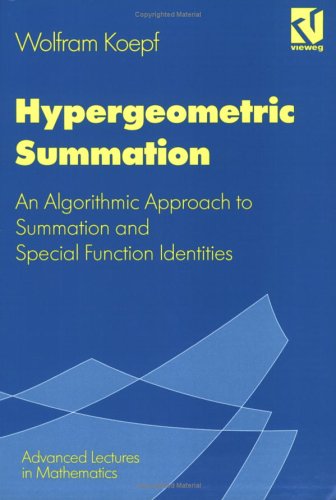 Wolfram Koepf
vieweg
Hypergeometric
Summation
An Algorithmic Approach to
Summation and
Special Function Identities
Advanced Lectures
in Mathematics